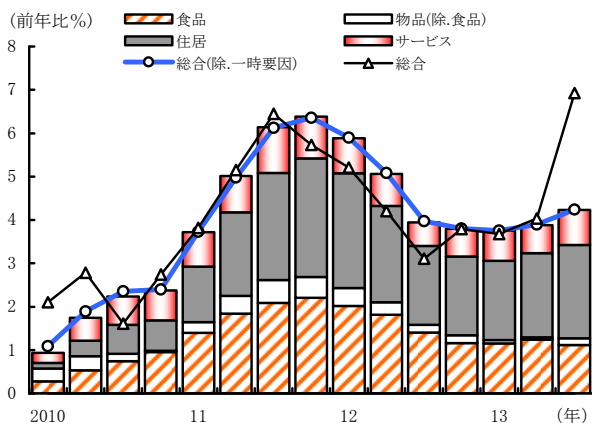 (前年比%)
食品
物品(除.食品)
住居
サービス
総合(除.一時要因)
総合
8
7
6
5
4
3
2
1
0
2010 11 12 13 (年)